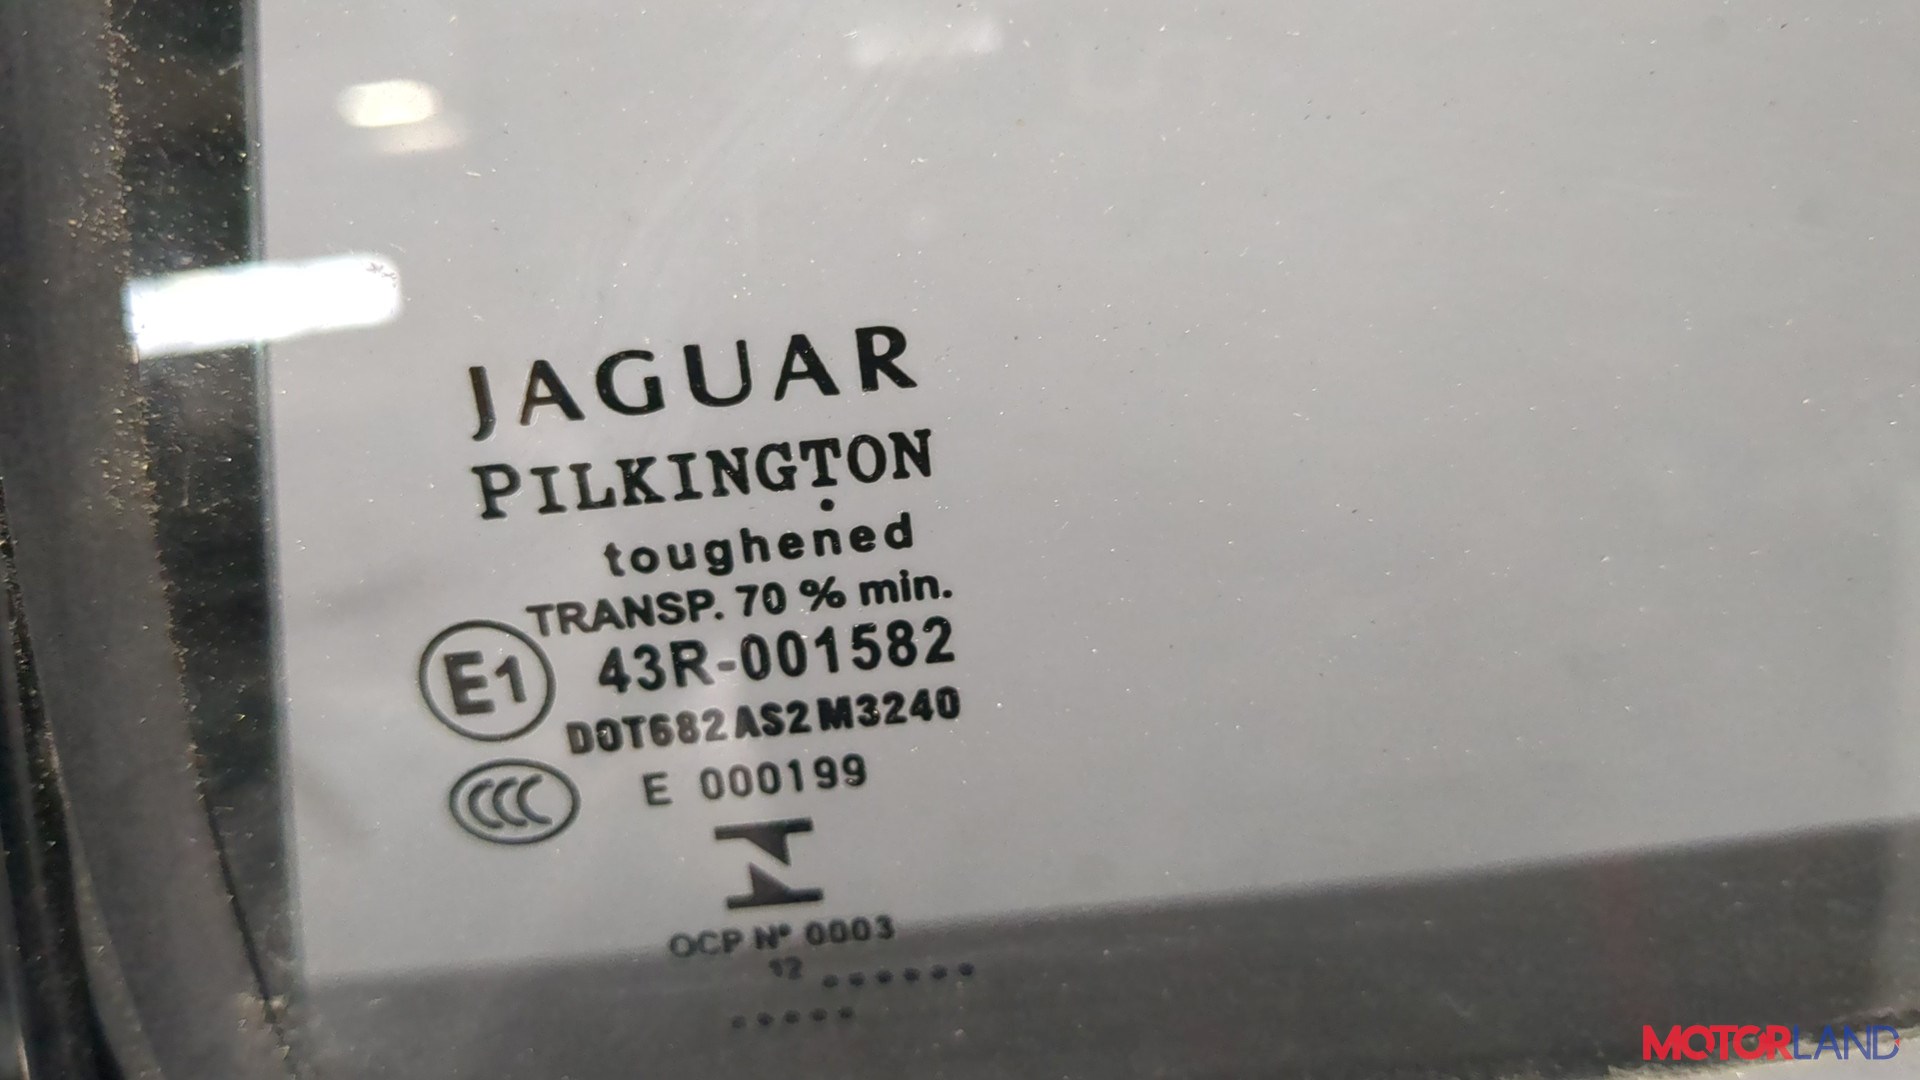 JAGUAR
PILKINGTON
toughened
TRANSP. 70 % min.
E1 43R-001582
DOT682 AS2 M3240
CCC E 000199
OCP Nº 0003
12
MOTORLAND